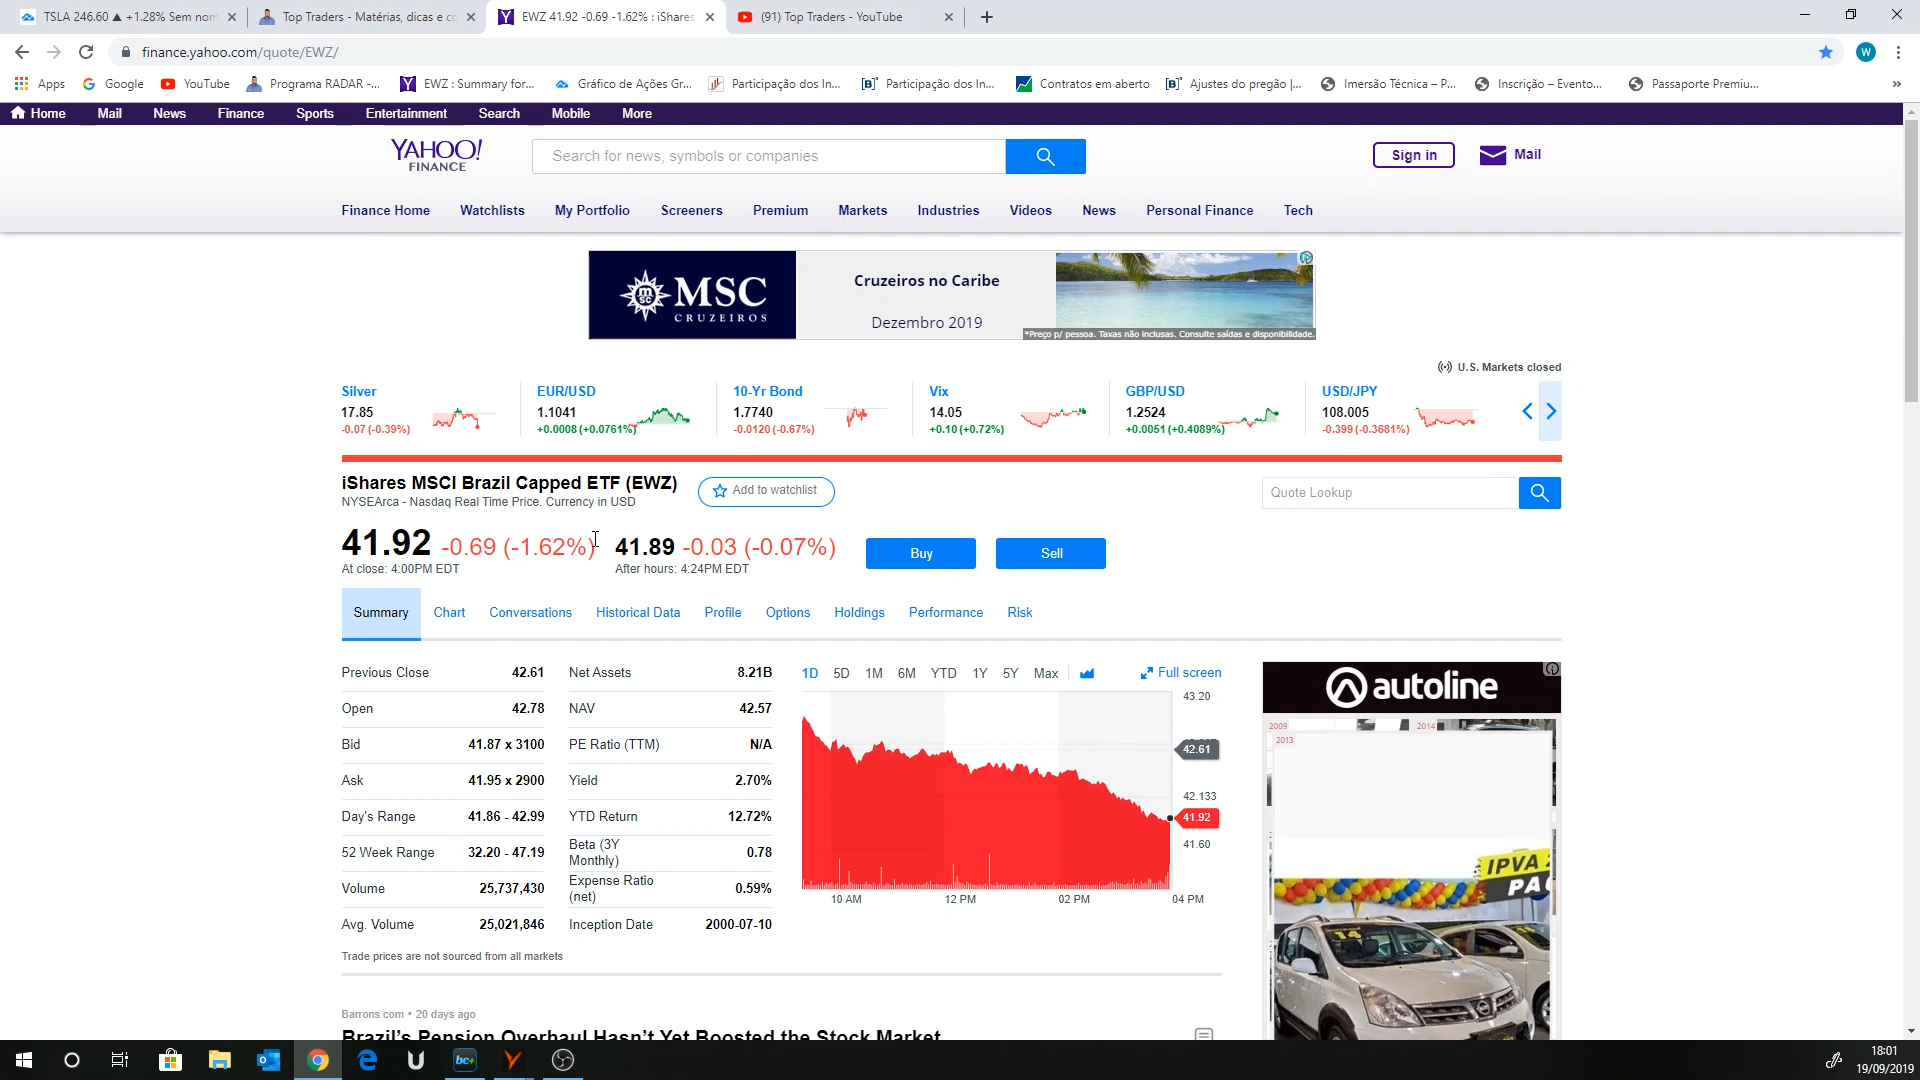 TSLA 246.60 ▲ +1.28% Sem nom
Top Traders - Matérias, dicas e co
EWZ 41.92 -0.69 -1.62% : iShares
(91) Top Traders - YouTube
finance.yahoo.com/quote/EWZ/
W
Apps
Google
YouTube
Programa RADAR -...
EWZ : Summary for...
Gráfico de Ações Gr...
Participação dos In...
[B]³ Participação dos In...
Contratos em aberto
[B]³ Ajustes do pregão |...
Imersão Técnica – P...
Inscrição – Evento...
Passaporte Premiu...
»
Home Mail News Finance Sports Entertainment Search Mobile More
YAHOO!
FINANCE
Search for news, symbols or companies
Sign in
Mail
Finance Home Watchlists My Portfolio Screeners Premium Markets Industries Videos News Personal Finance Tech
MSC
CRUZEIROS
Cruzeiros no Caribe
Dezembro 2019
*Preço p/ pessoa. Taxas não inclusas. Consulte saídas e disponibilidade.
U.S. Markets closed
Silver
17.85
-0.07 (-0.39%)
EUR/USD
1.1041
+0.0008 (+0.0761%)
10-Yr Bond
1.7740
-0.0120 (-0.67%)
Vix
14.05
+0.10 (+0.72%)
GBP/USD
1.2524
+0.0051 (+0.4089%)
USD/JPY
108.005
-0.399 (-0.3681%)
iShares MSCI Brazil Capped ETF (EWZ)
NYSEArca - Nasdaq Real Time Price. Currency in USD
Add to watchlist
Quote Lookup
41.92 -0.69 (-1.62%)
At close: 4:00PM EDT
41.89 -0.03 (-0.07%)
After hours: 4:24PM EDT
Buy
Sell
Summary Chart Conversations Historical Data Profile Options Holdings Performance Risk
Previous Close 42.61
Open 42.78
Bid 41.87 x 3100
Ask 41.95 x 2900
Day's Range 41.86 - 42.99
52 Week Range 32.20 - 47.19
Volume 25,737,430
Avg. Volume 25,021,846
Net Assets 8.21B
NAV 42.57
PE Ratio (TTM) N/A
Yield 2.70%
YTD Return 12.72%
Beta (3Y
Monthly) 0.78
Expense Ratio
(net) 0.59%
Inception Date 2000-07-10
1D 5D 1M 6M YTD 1Y 5Y Max
Full screen
43.20
42.61
42.133
41.92
41.60
10 AM 12 PM 02 PM 04 PM
Trade prices are not sourced from all markets
Barrons.com • 20 days ago
Brazil's Pension Overhaul Hasn't Yet Boosted the Stock Market
autoline
2009
2014
2013
IPVA
PA
14
bc+
18:01
19/09/2019